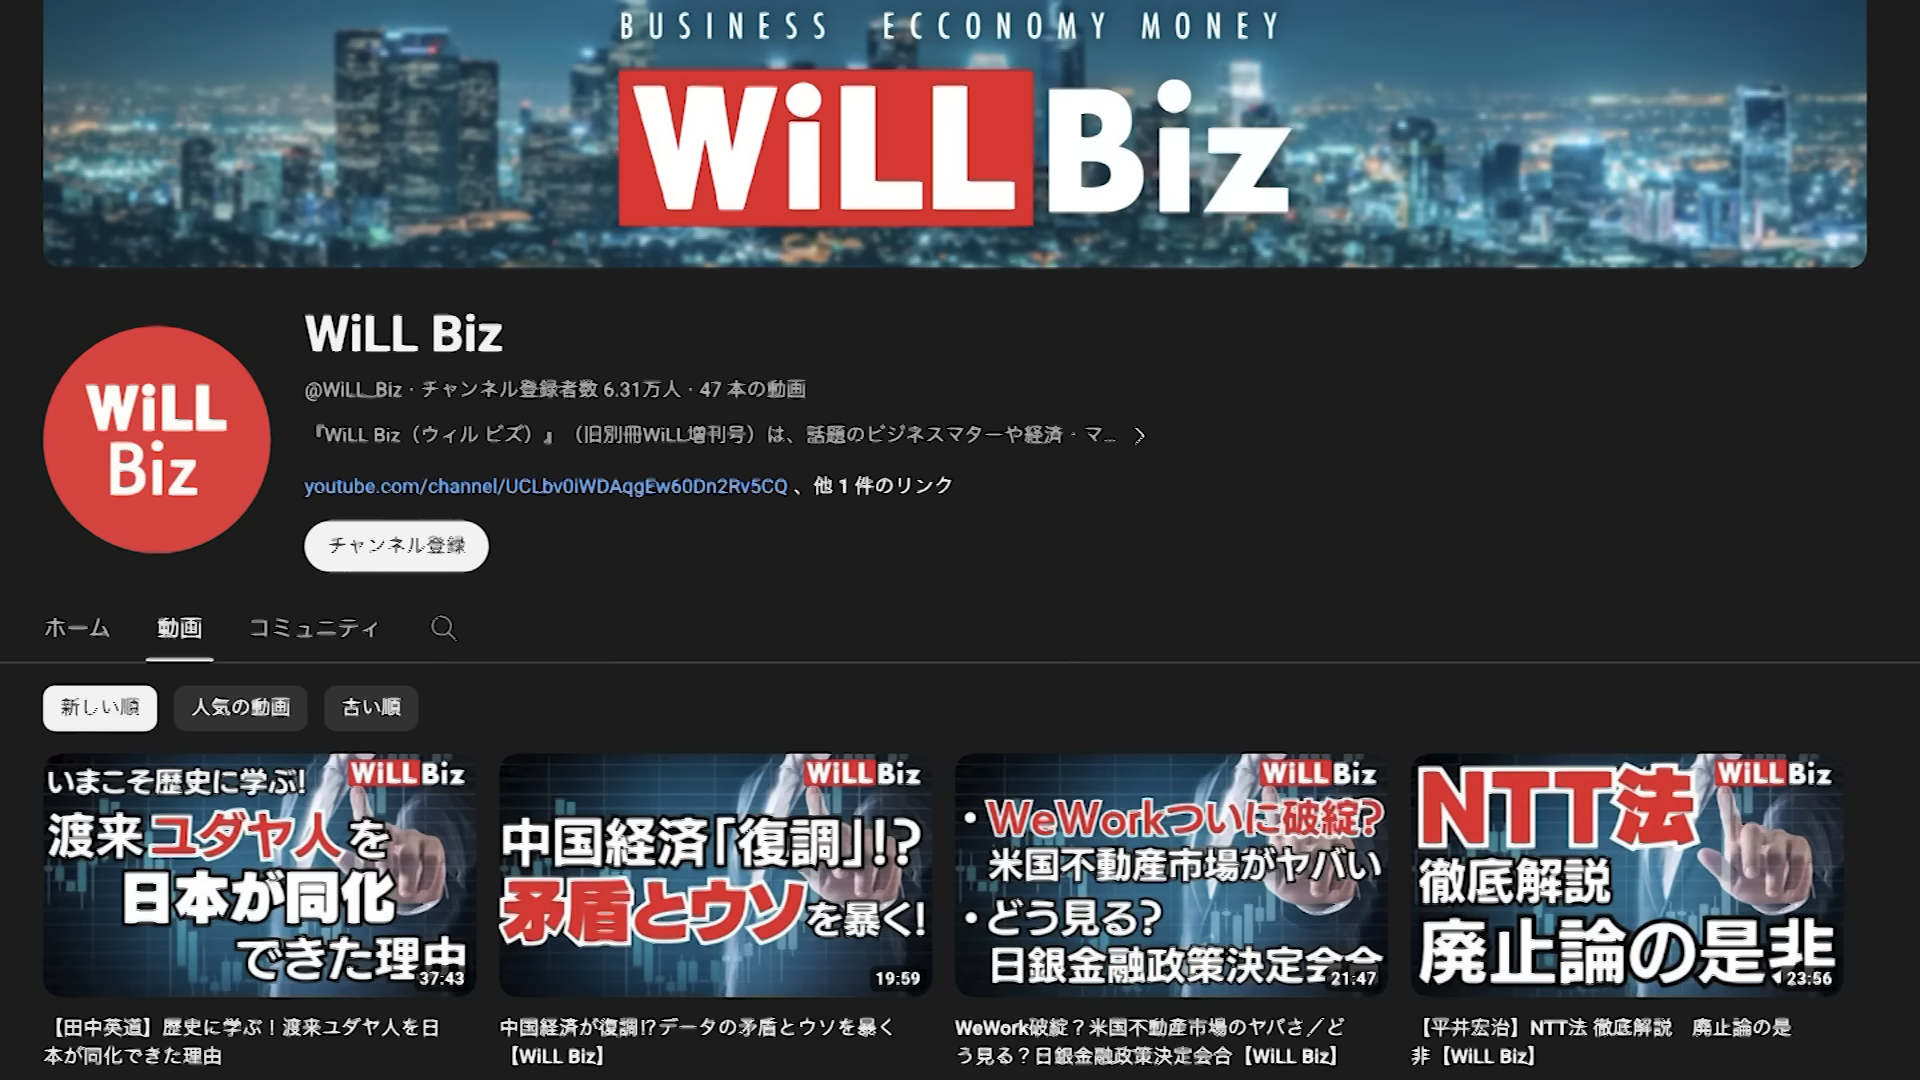 BUSINESS ECCONOMY MONEY
WiLL Biz
WiLL
Biz
WiLL Biz
@WiLL_Biz・チャンネル登録者数 6.31万人・47 本の動画
『WiLL Biz（ウィル ビズ）』（旧別冊WiLL増刊号）は、話題のビジネスマターや経済・マ...
youtube.com/channel/UCLbv0iWDAqgEw60Dn2Rv5CQ 、他 1 件のリンク
チャンネル登録
ホーム 動画 コミュニティ
新しい順 人気の動画 古い順
WiLL Biz
いまこそ歴史に学ぶ!
渡来ユダヤ人を
日本が同化
できた理由
37:43
【田中英道】歴史に学ぶ！渡来ユダヤ人を日
本が同化できた理由
WiLL Biz
中国経済「復調」!?
矛盾とウソを暴く!
19:59
中国経済が復調!?データの矛盾とウソを暴く
【WiLL Biz】
WiLL Biz
・WeWorkついに破綻?
米国不動産市場がヤバい
・どう見る?
日銀金融政策決定会合
21:47
WeWork破綻？米国不動産市場のヤバさ／ど
う見る？日銀金融政策決定会合【WiLL Biz】
WiLL Biz
NTT法
徹底解説
廃止論の是非
23:56
【平井宏治】NTT法 徹底解説　廃止論の是
非【WiLL Biz】